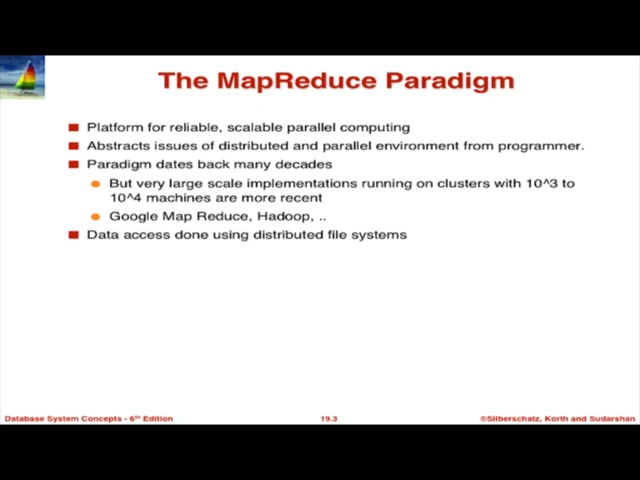 The MapReduce Paradigm
Platform for reliable, scalable parallel computing
Abstracts issues of distributed and parallel environment from programmer.
Paradigm dates back many decades
But very large scale implementations running on clusters with 10^3 to
10^4 machines are more recent
Google Map Reduce, Hadoop, ..
Data access done using distributed file systems
Database System Concepts - 6th Edition
19.3
©Silberschatz, Korth and Sudarshan